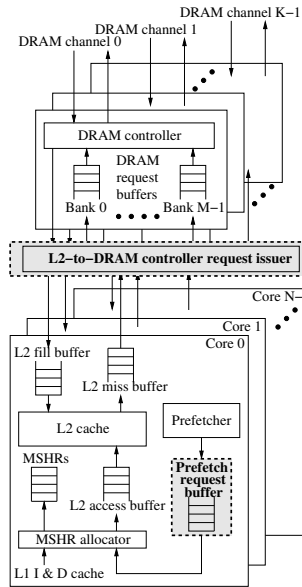 DRAM channel K-1
DRAM channel 1
DRAM channel 0
DRAM controller
DRAM
request
buffers
Bank 0
Bank M-1
L2-to-DRAM controller request issuer
Core N-
Core 1
Core 0
L2 fill buffer
L2 miss buffer
L2 cache
Prefetcher
MSHRs
Prefetch
request
buffer
L2 access buffer
MSHR allocator
L1 I & D cache